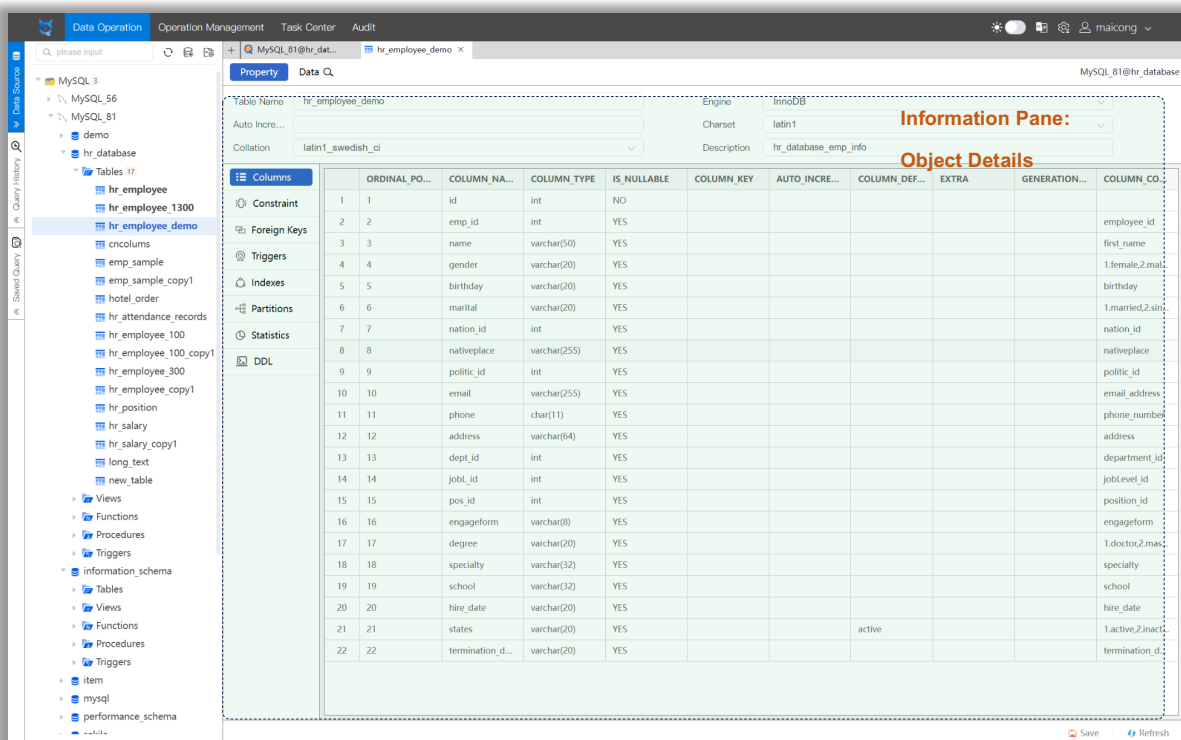 Data Operation Operation Management Task Center Audit maicong
please input + MySQL_81@hr_dat... hr_employee_demo ×
Property Data MySQL_81@hr_database
Data Source
Query History
Saved Query
MySQL 3
MySQL_56
MySQL_81
demo
hr_database
Tables 17
hr_employee
hr_employee_1300
hr_employee_demo
cncolums
emp_sample
emp_sample_copy1
hotel_order
hr_attendance_records
hr_employee_100
hr_employee_100_copy1
hr_employee_300
hr_employee_copy1
hr_position
hr_salary
hr_salary_copy1
long_text
new_table
Views
Functions
Procedures
Triggers
information_schema
Tables
Views
Functions
Procedures
Triggers
item
mysql
performance_schema
Table Name hr_employee_demo Engine InnoDB
Auto Incre... Charset latin1
Collation latin1_swedish_ci Description hr_database_emp_info
Information Pane:
Object Details
Columns
Constraint
Foreign Keys
Triggers
Indexes
Partitions
Statistics
DDL
ORDINAL_PO... COLUMN_NA... COLUMN_TYPE IS_NULLABLE COLUMN_KEY AUTO_INCRE... COLUMN_DEF... EXTRA GENERATION... COLUMN_CO...
1 1 id int NO
2 2 emp_id int YES employee_id
3 3 name varchar(50) YES first_name
4 4 gender varchar(20) YES 1.female,2.mal...
5 5 birthday varchar(20) YES birthday
6 6 marital varchar(20) YES 1.married,2.sin...
7 7 nation_id int YES nation_id
8 8 nativeplace varchar(255) YES nativeplace
9 9 politic_id int YES politic_id
10 10 email varchar(255) YES email_address
11 11 phone char(11) YES phone_number
12 12 address varchar(64) YES address
13 13 dept_id int YES department_id
14 14 jobL_id int YES jobLevel_id
15 15 pos_id int YES position_id
16 16 engageform varchar(8) YES engageform
17 17 degree varchar(20) YES 1.doctor,2.mas...
18 18 specialty varchar(32) YES specialty
19 19 school varchar(32) YES school
20 20 hire_date varchar(20) YES hire_date
21 21 states varchar(20) YES active 1.active,2.inact...
22 22 termination_d... varchar(20) YES termination_d...
Save Refresh